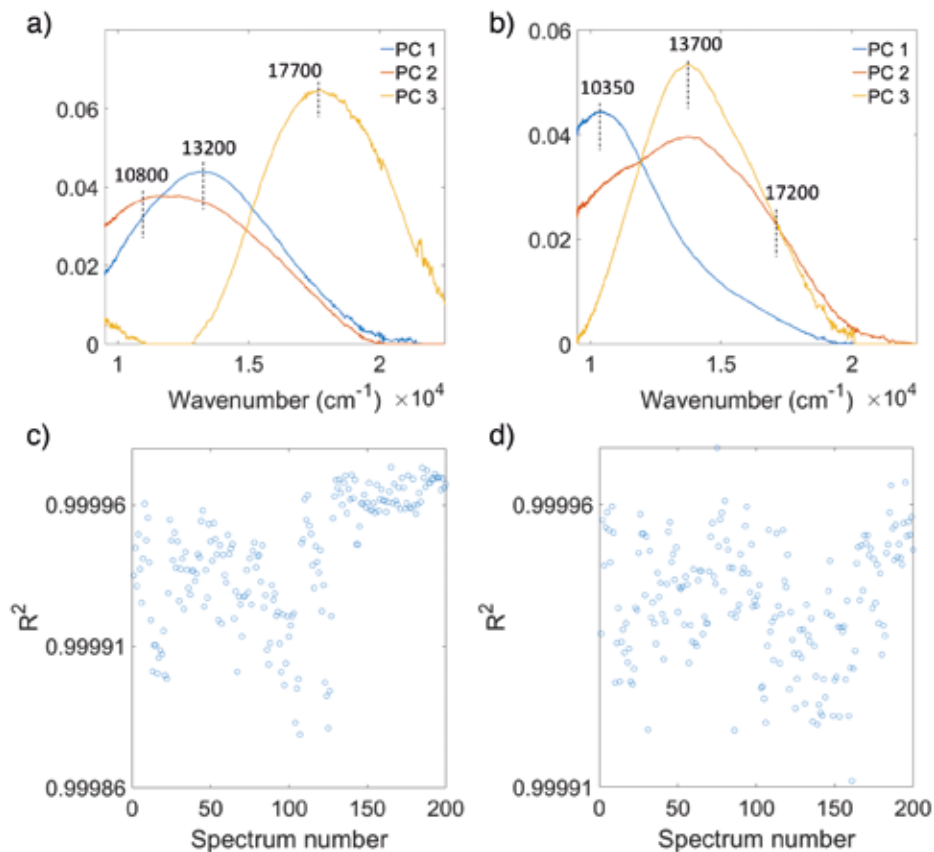 a)
PC 1
PC 2
PC 3
17700
13200
10800
0.06
0.04
0.02
0
1
1.5
2
Wavenumber (cm⁻¹) ×10⁴
b)
PC 1
PC 2
PC 3
13700
10350
17200
0.06
0.04
0.02
0
1
1.5
2
Wavenumber (cm⁻¹) ×10⁴
c)
0.99996
0.99991
0.99986
R²
0 50 100 150 200
Spectrum number
d)
0.99996
0.99991
R²
0 50 100 150 200
Spectrum number